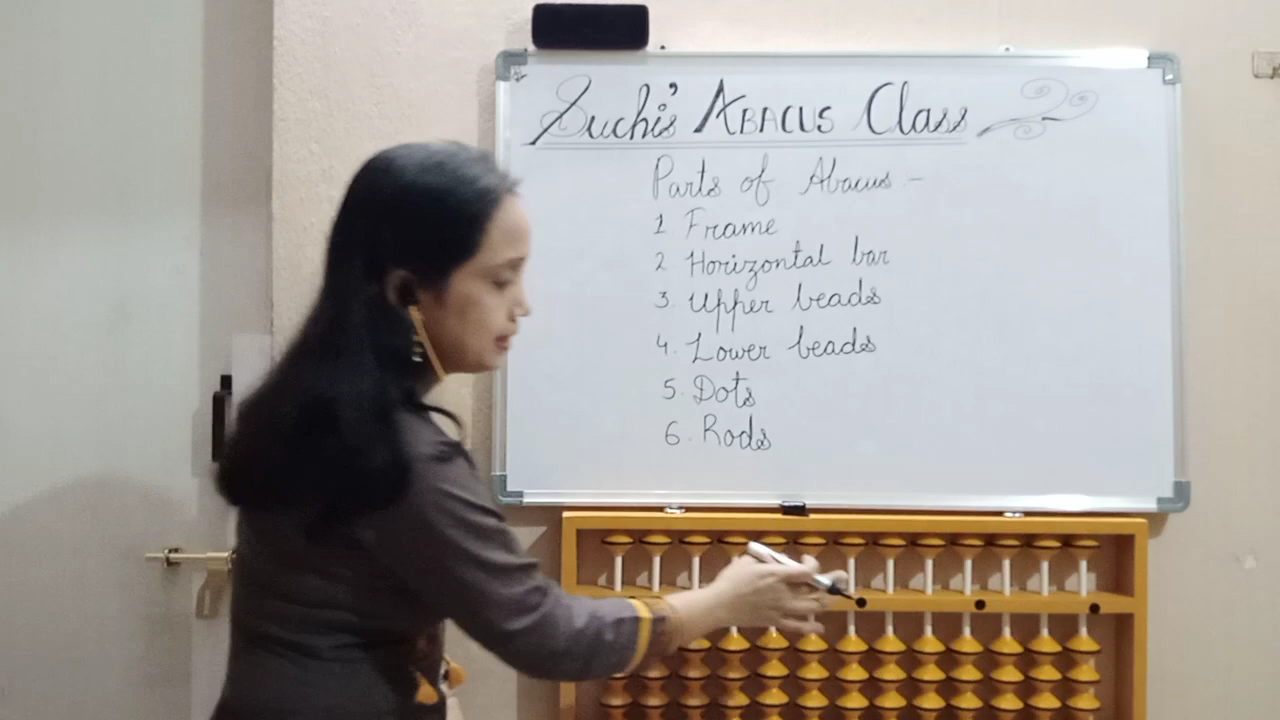 Suchi's ABACUS Class
Parts of Abacus -
1 Frame
2 Horizontal bar
3. Upper beads
4. Lower beads
5. Dots
6. Rods